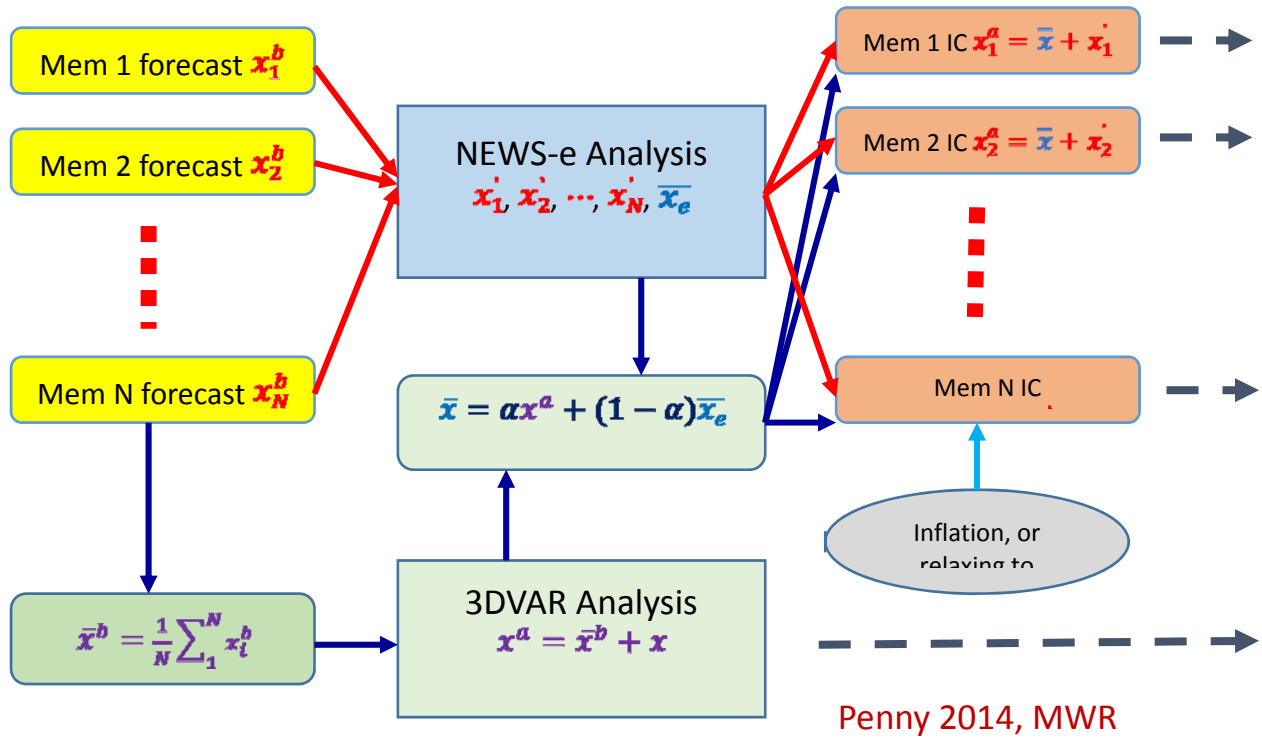 Mem 1 forecast x₁ᵇ
Mem 2 forecast x₂ᵇ
Mem N forecast x_Nᵇ
x̄ᵇ = 1/N ∑₁ᴺ xᵢᵇ
NEWS-e Analysis
x₁', x₂', ⋯, x_N', x̄ₑ
x̄ = αxᵃ + (1 − α)x̄ₑ
3DVAR Analysis
xᵃ = x̄ᵇ + x
Mem 1 IC x₁ᵃ = x̄ + x₁'
Mem 2 IC x₂ᵃ = x̄ + x₂'
Mem N IC
Inflation, or
relaxing to
Penny 2014, MWR